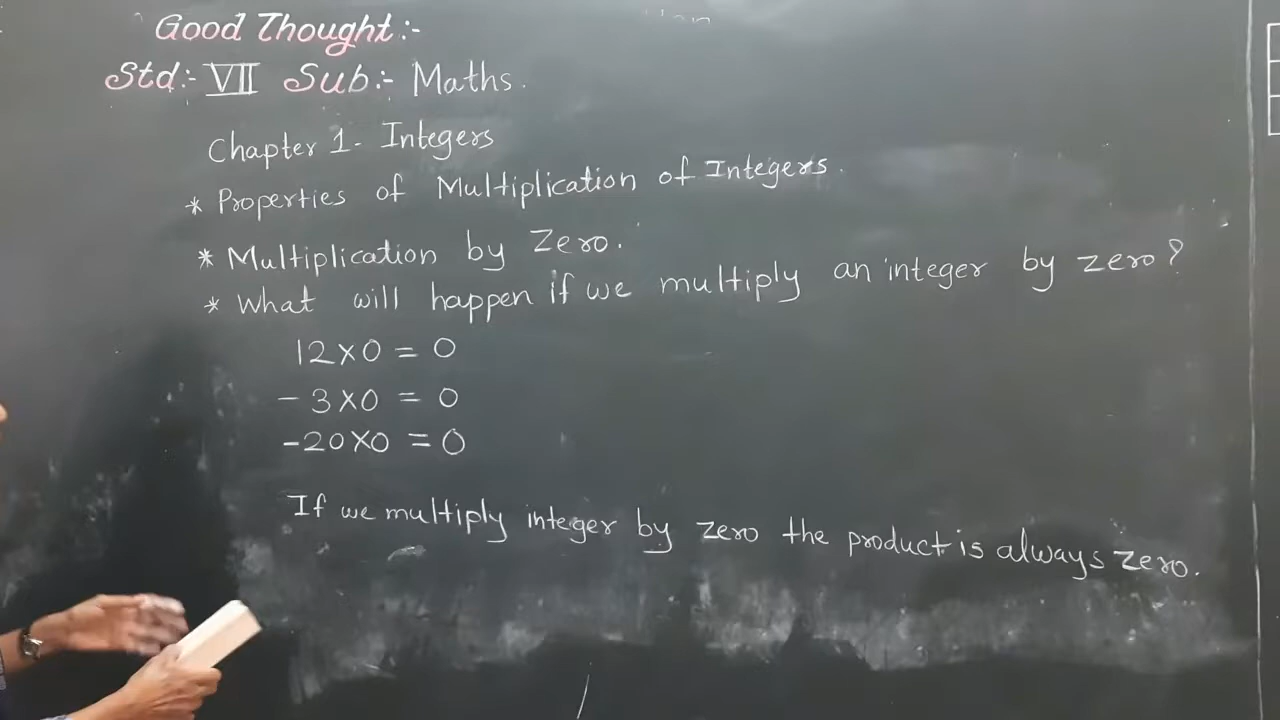 Good Thought :-
Std:- VII Sub:- Maths.
Chapter 1. Integers
* Properties of Multiplication of Integers.
* Multiplication by Zero.
* What will happen if we multiply an integer by zero?
12 X 0 = 0
- 3 X 0 = 0
-20 X 0 = 0
If we multiply integer by zero the product is always zero.